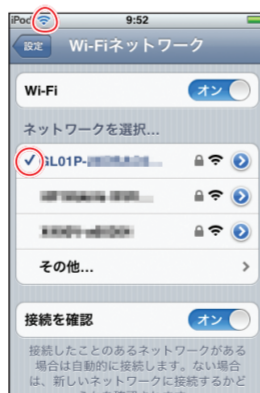 iPod
9:52
設定
Wi-Fiネットワーク
Wi-Fi
オン
ネットワークを選択...
GL01P-
その他...
接続を確認
オン
接続したことのあるネットワークがある
場合は自動的に接続します。ない場合
は、新しいネットワークに接続するかど